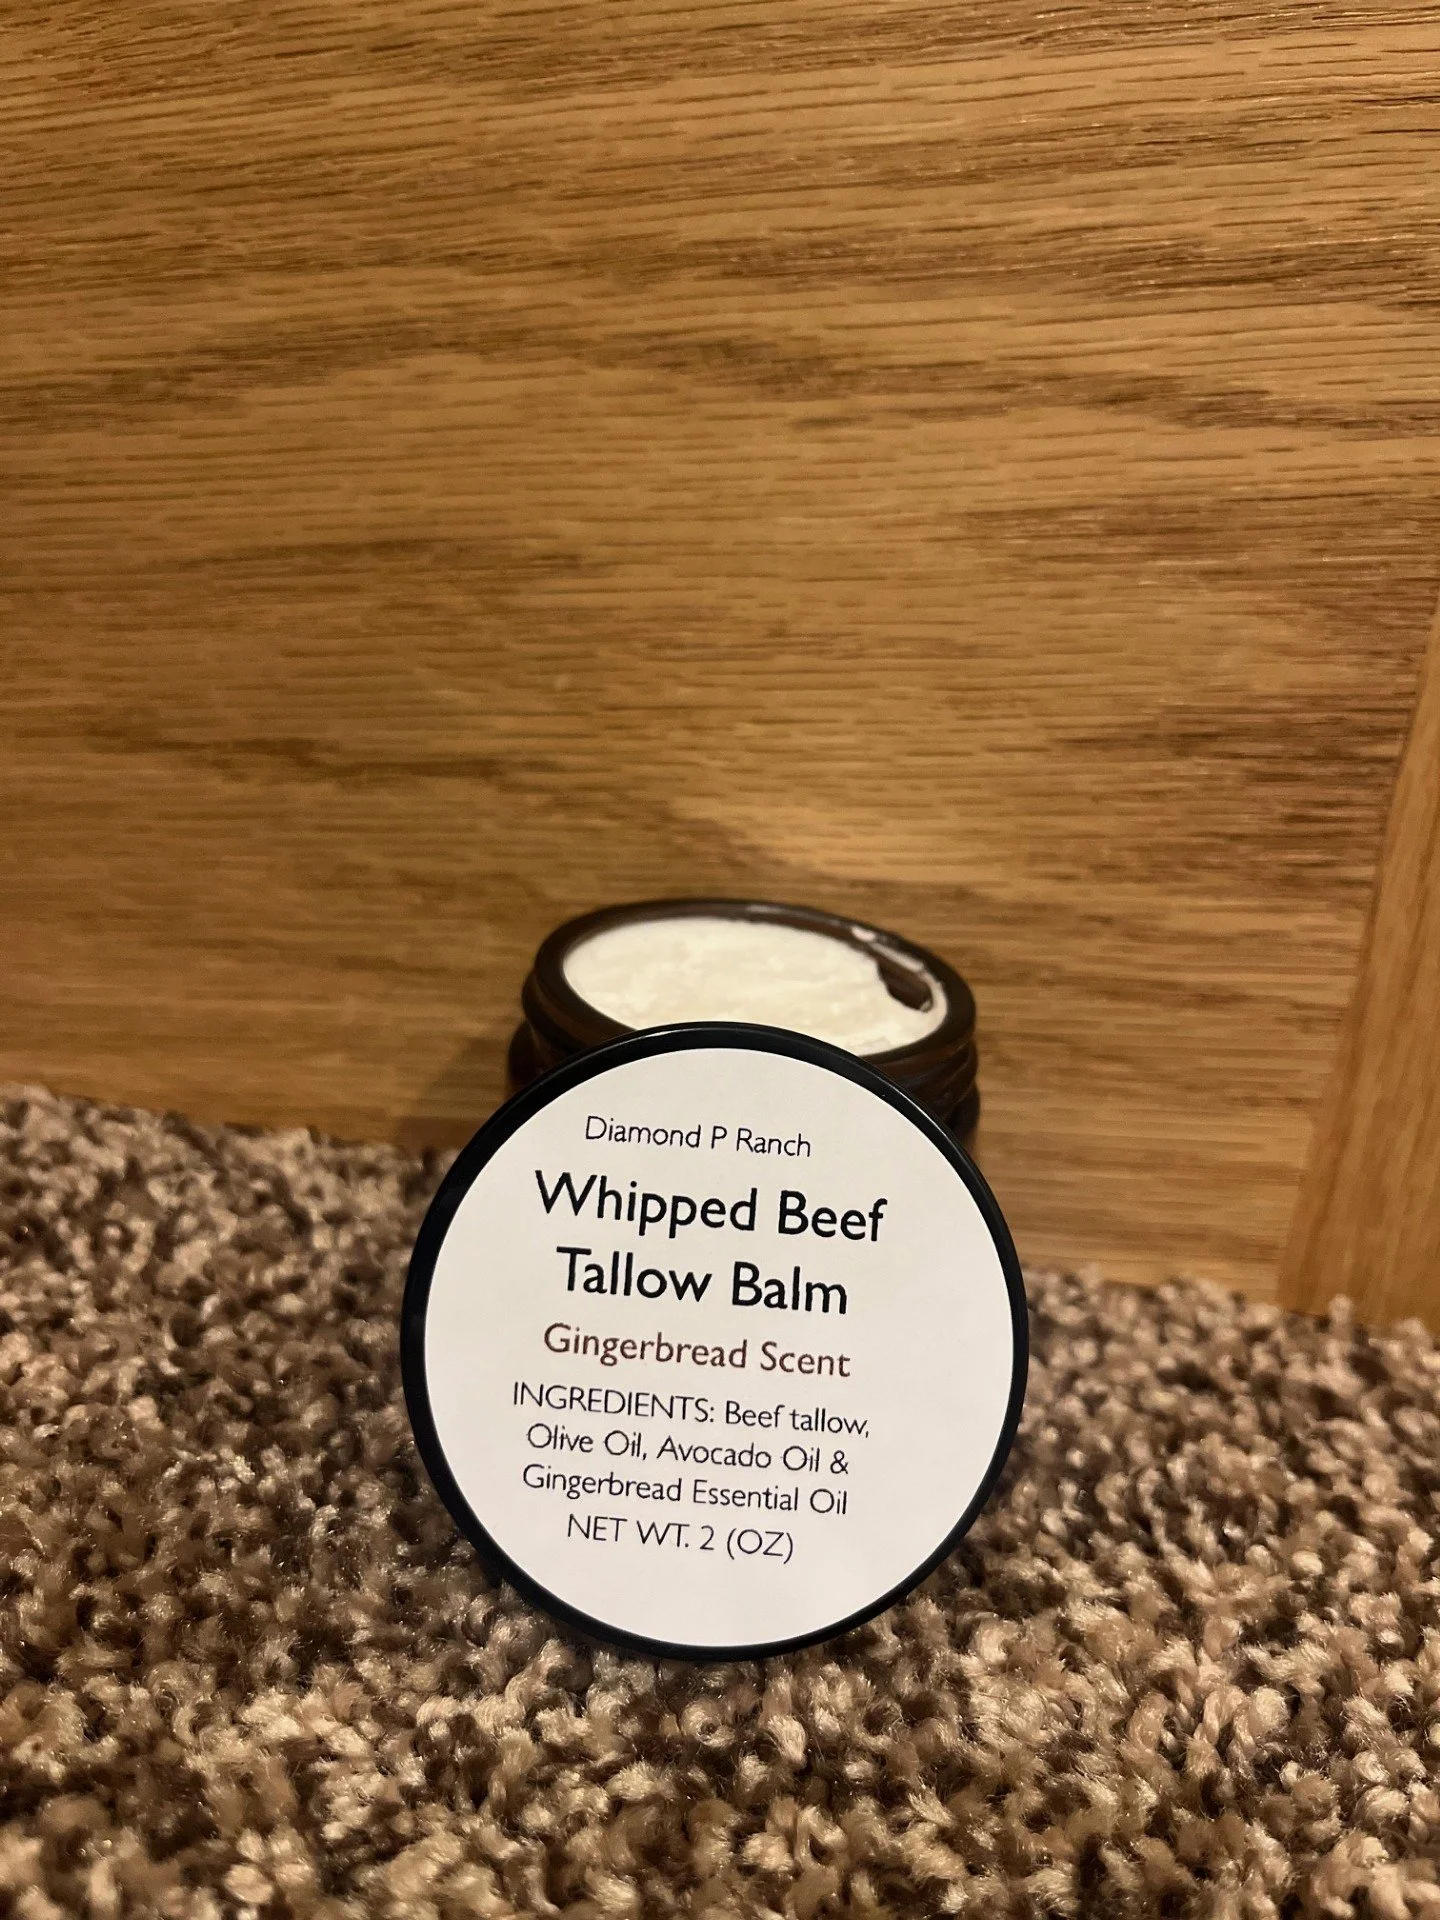 Diamond P Ranch
Whipped Beef
Tallow Balm
Gingerbread Scent
INGREDIENTS: Beef tallow,
Olive Oil, Avocado Oil &
Gingerbread Essential Oil
NET WT. 2 (OZ)